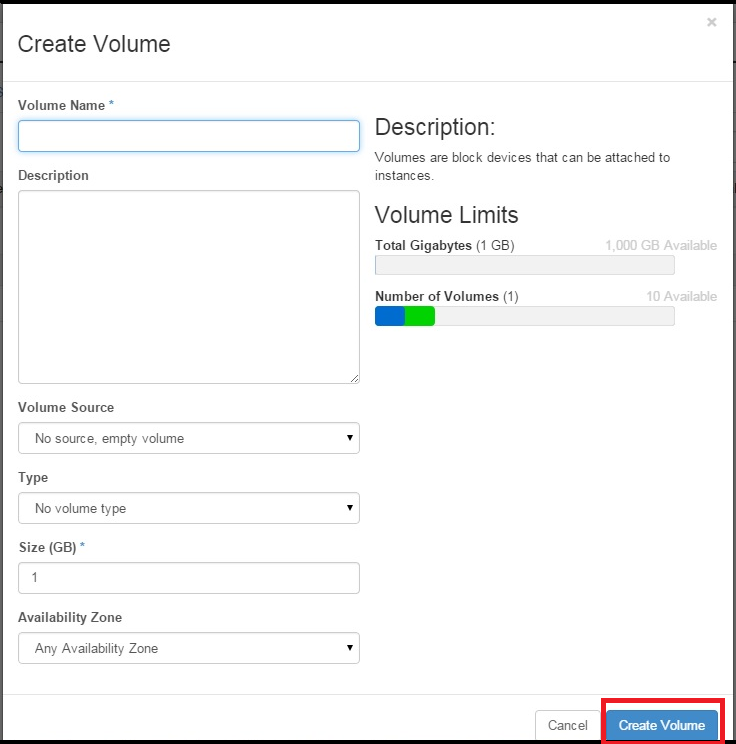 ×
Create Volume
Volume Name *
Description
Volume Source
No source, empty volume
Type
No volume type
Size (GB) *
1
Availability Zone
Any Availability Zone
Description:
Volumes are block devices that can be attached to
instances.
Volume Limits
Total Gigabytes (1 GB) 1,000 GB Available
Number of Volumes (1) 10 Available
Cancel Create Volume